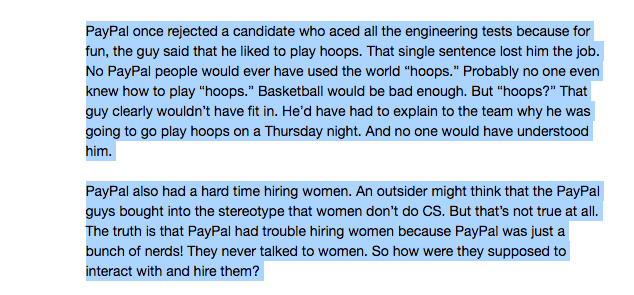 PayPal once rejected a candidate who aced all the engineering tests because for
fun, the guy said that he liked to play hoops. That single sentence lost him the job.
No PayPal people would ever have used the world “hoops.” Probably no one even
knew how to play “hoops.” Basketball would be bad enough. But “hoops?” That
guy clearly wouldn’t have fit in. He’d have had to explain to the team why he was
going to go play hoops on a Thursday night. And no one would have understood
him.
PayPal also had a hard time hiring women. An outsider might think that the PayPal
guys bought into the stereotype that women don’t do CS. But that’s not true at all.
The truth is that PayPal had trouble hiring women because PayPal was just a
bunch of nerds! They never talked to women. So how were they supposed to
interact with and hire them?